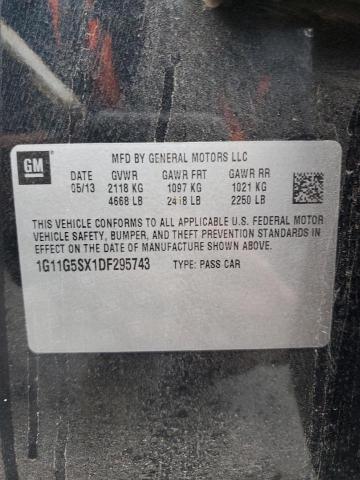 GM
MFD BY GENERAL MOTORS LLC
DATE GVWR GAWR FRT GAWR RR
05/13 2118 KG 1097 KG 1021 KG
4668 LB 2418 LB 2250 LB
THIS VEHICLE CONFORMS TO ALL APPLICABLE U.S. FEDERAL MOTOR
VEHICLE SAFETY, BUMPER, AND THEFT PREVENTION STANDARDS
IN EFFECT ON THE DATE OF MANUFACTURE SHOWN ABOVE.
1G11G5SX1DF295743 TYPE: PASS CAR